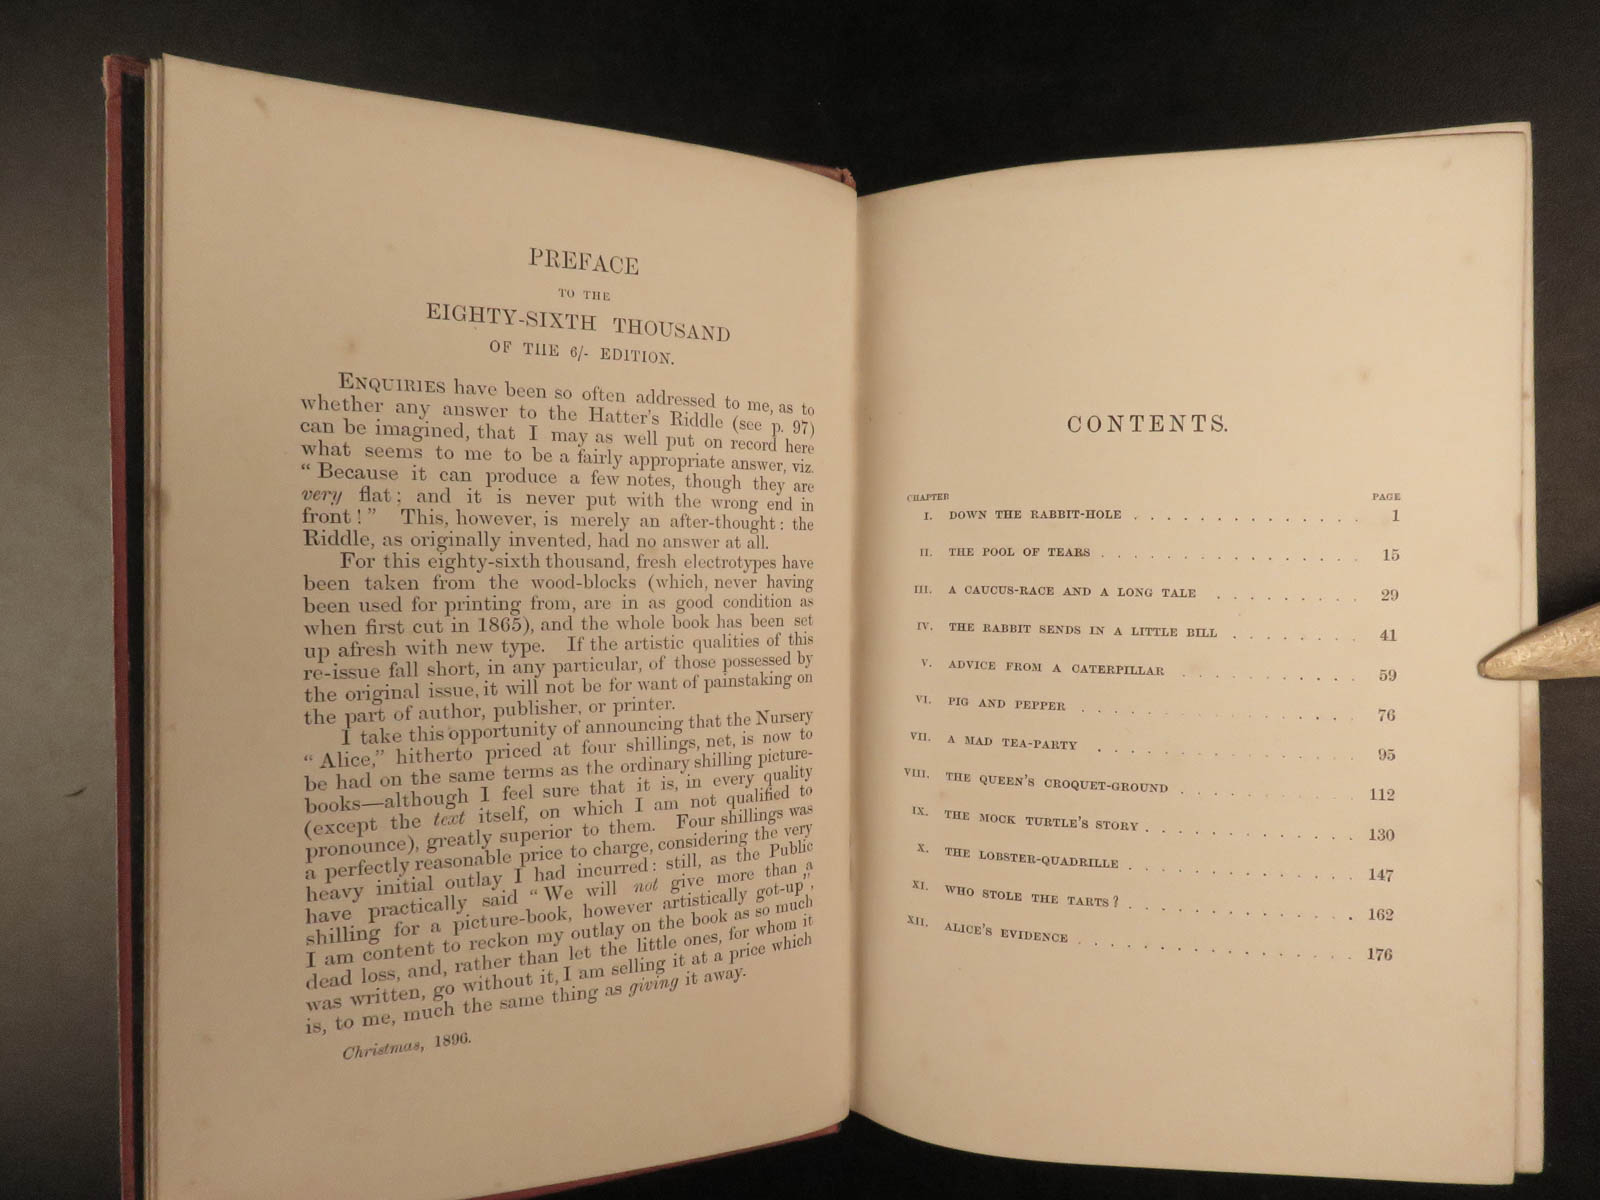 PREFACE
TO THE
EIGHTY-SIXTH THOUSAND
OF THE 6/- EDITION.
ENQUIRIES have been so often addressed to me, as to
whether any answer to the Hatter's Riddle (see p. 97)
can be imagined, that I may as well put on record here
what seems to me to be a fairly appropriate answer, viz.
“Because it can produce a few notes, though they are
very flat; and it is never put with the wrong end in
front!” This, however, is merely an after-thought: the
Riddle, as originally invented, had no answer at all.
For this eighty-sixth thousand, fresh electrotypes have
been taken from the wood-blocks (which, never having
been used for printing from, are in as good condition as
when first cut in 1865), and the whole book has been set
up afresh with new type. If the artistic qualities of this
re-issue fall short, in any particular, of those possessed by
the original issue, it will not be for want of painstaking on
the part of author, publisher, or printer.
I take this opportunity of announcing that the Nursery
“Alice,” hitherto priced at four shillings, net, is now to
be had on the same terms as the ordinary shilling picture-
books—although I feel sure that it is, in every quality
(except the text itself, on which I am not qualified to
pronounce), greatly superior to them. Four shillings was
a perfectly reasonable price to charge, considering the very
heavy initial outlay I had incurred: still, as the Public
have practically said “We will not give more than a
shilling for a picture-book, however artistically got-up”,
I am content to reckon my outlay on the book as so much
dead loss, and, rather than let the little ones, for whom it
was written, go without it, I am selling it at a price which
is, to me, much the same thing as giving it away.
Christmas, 1896.
CONTENTS.
CHAPTER PAGE
I. DOWN THE RABBIT-HOLE . . . . . . . . . . . . . . 1
II. THE POOL OF TEARS . . . . . . . . . . . . . . . 15
III. A CAUCUS-RACE AND A LONG TALE . . . . . . . . . 29
IV. THE RABBIT SENDS IN A LITTLE BILL . . . . . . . . 41
V. ADVICE FROM A CATERPILLAR . . . . . . . . . . . 59
VI. PIG AND PEPPER . . . . . . . . . . . . . . . . 76
VII. A MAD TEA-PARTY . . . . . . . . . . . . . . . 95
VIII. THE QUEEN'S CROQUET-GROUND . . . . . . . . . . . 112
IX. THE MOCK TURTLE'S STORY . . . . . . . . . . . . . 130
X. THE LOBSTER-QUADRILLE . . . . . . . . . . . . . . 147
XI. WHO STOLE THE TARTS? . . . . . . . . . . . . . . 162
XII. ALICE'S EVIDENCE . . . . . . . . . . . . . . . . 176